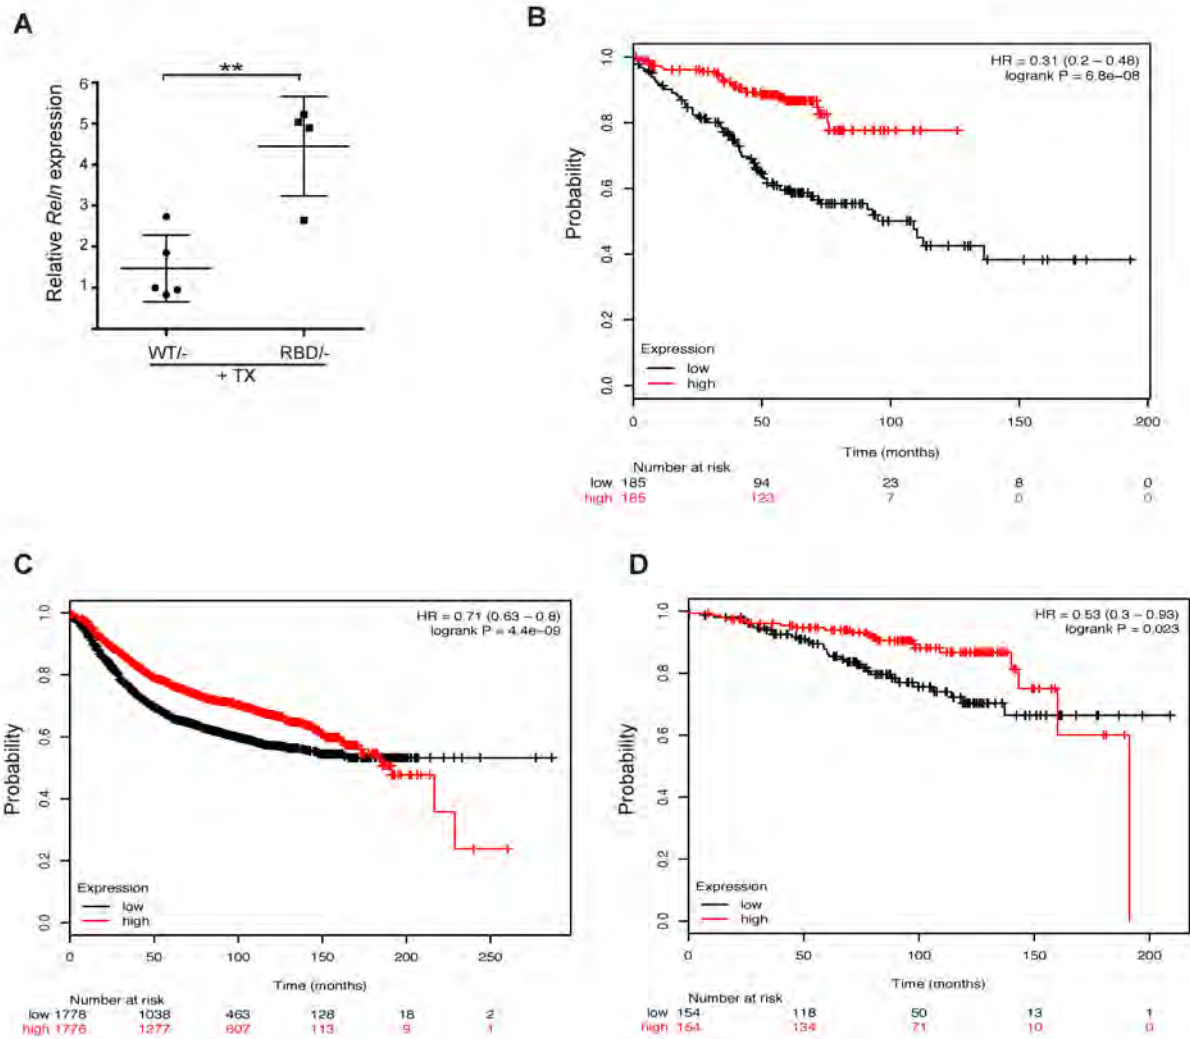 A
**
Relative Reln expression
6
5
4
3
2
1
WT/-
RBD/-
+ TX
B
HR = 0.31 (0.2 – 0.48)
logrank P = 6.8e–08
Probability
1.0
0.8
0.6
0.4
0.2
0.0
Expression
low
high
0 50 100 150 200
Time (months)
Number at risk
low 185 94 23 8 0
high 185 123 7 0 0
C
HR = 0.71 (0.63 – 0.8)
logrank P = 4.4e–09
Probability
1.0
0.8
0.6
0.4
0.2
0.0
Expression
low
high
0 50 100 150 200 250
Time (months)
Number at risk
low 1778 1038 463 128 18 2
high 1776 1277 607 113 9 1
D
HR = 0.53 (0.3 – 0.93)
logrank P = 0.023
Probability
1.0
0.8
0.6
0.4
0.2
0.0
Expression
low
high
0 50 100 150 200
Time (months)
Number at risk
low 154 118 50 13 1
high 154 134 71 10 0